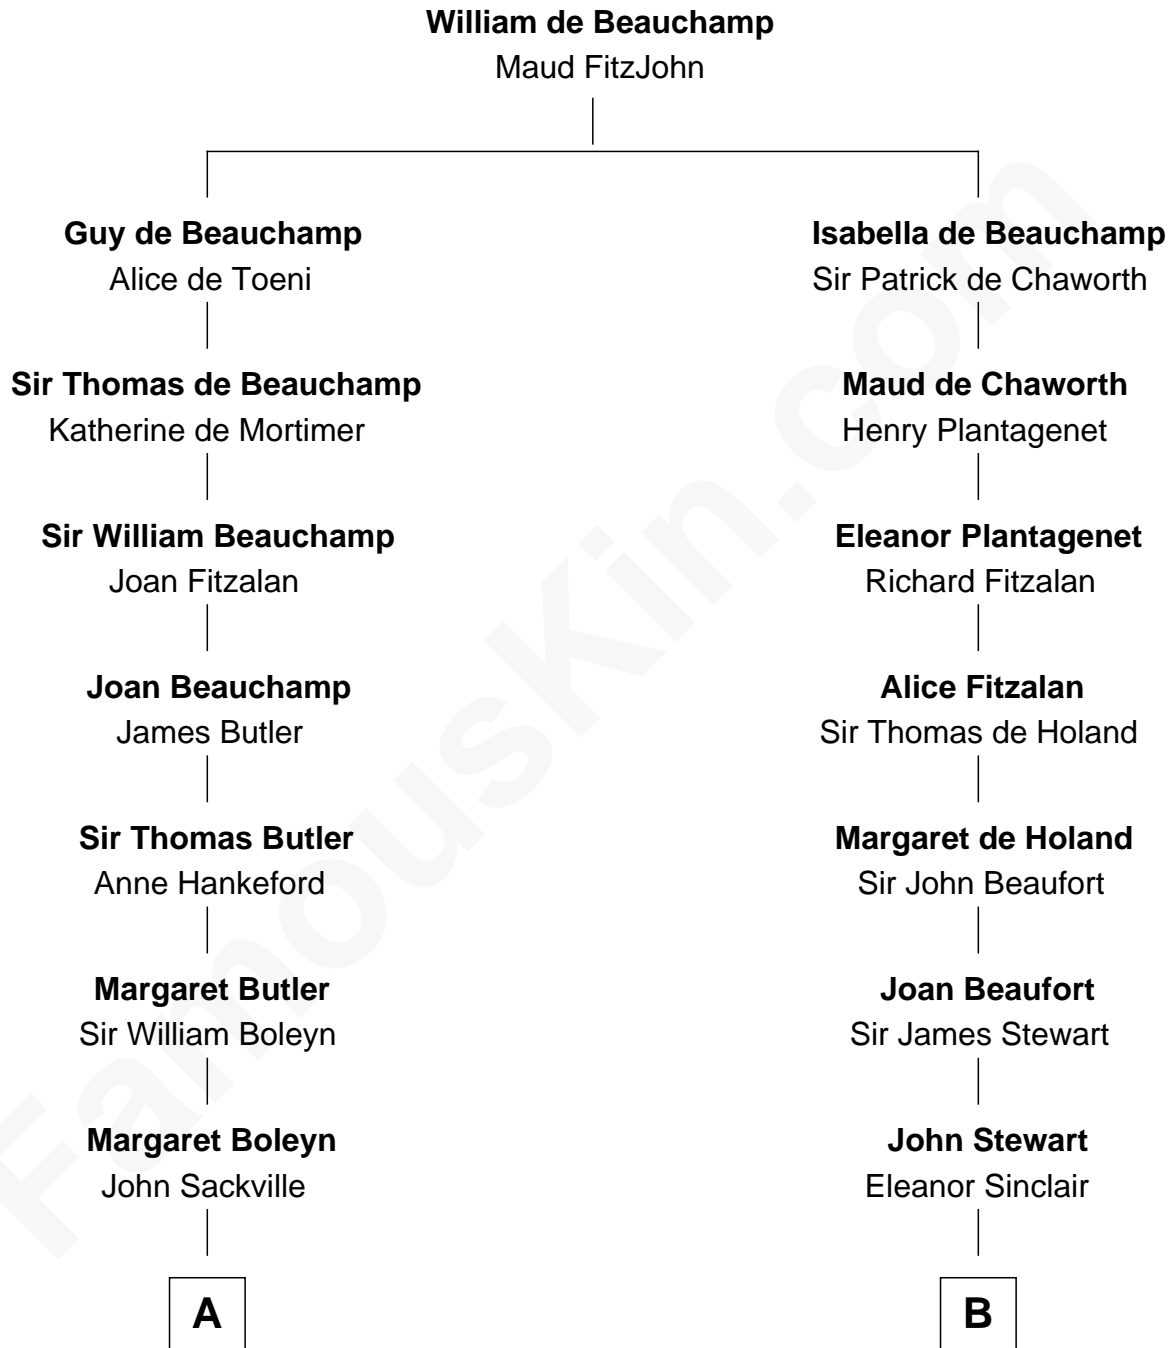 William de Beauchamp
Maud FitzJohn
Guy de Beauchamp
Alice de Toeni
Isabella de Beauchamp
Sir Patrick de Chaworth
Sir Thomas de Beauchamp
Katherine de Mortimer
Maud de Chaworth
Henry Plantagenet
Sir William Beauchamp
Joan Fitzalan
Eleanor Plantagenet
Richard Fitzalan
Joan Beauchamp
James Butler
Alice Fitzalan
Sir Thomas de Holand
Sir Thomas Butler
Anne Hankeford
Margaret de Holand
Sir John Beaufort
Margaret Butler
Sir William Boleyn
Joan Beaufort
Sir James Stewart
Margaret Boleyn
John Sackville
John Stewart
Eleanor Sinclair
A
B
FamousKin.com